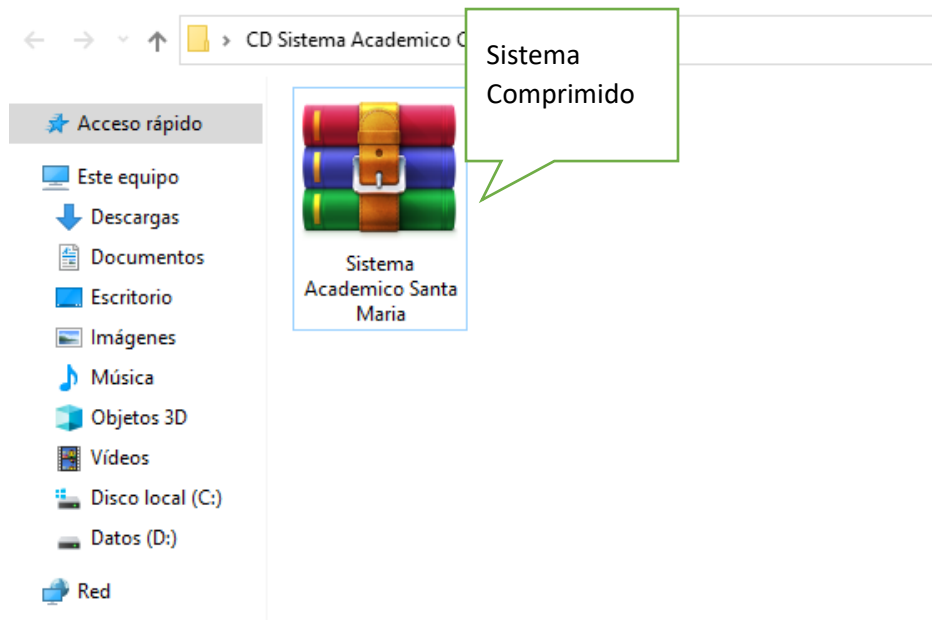 CD Sistema Academico
Sistema
Comprimido
Acceso rápido
Este equipo
Descargas
Documentos
Escritorio
Imágenes
Música
Objetos 3D
Vídeos
Disco local (C:)
Datos (D:)
Red
Sistema
Academico Santa
Maria